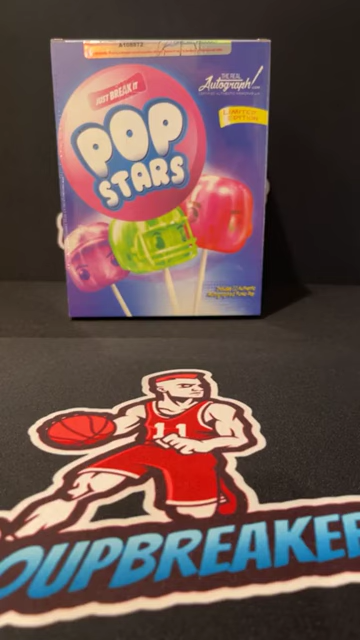 JUST BREAK IT
POP
STARS
THE REAL
Autograph!
LIMITED
EDITION
11
OUPBREAKER